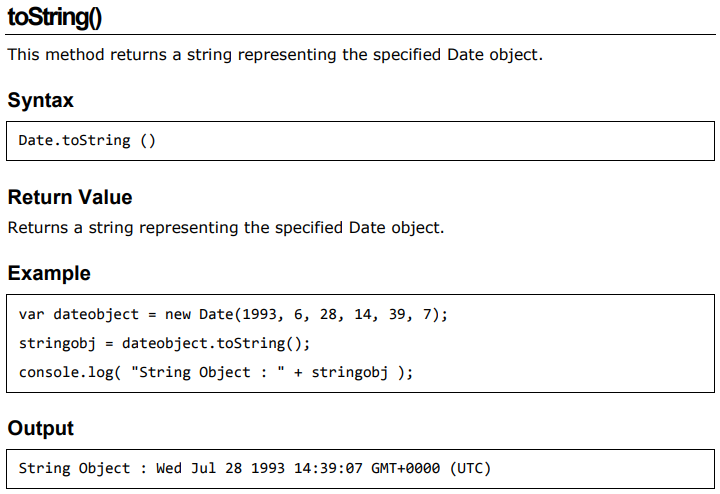 toString()
This method returns a string representing the specified Date object.
Syntax
Date.toString ()
Return Value
Returns a string representing the specified Date object.
Example
var dateobject = new Date(1993, 6, 28, 14, 39, 7);
stringobj = dateobject.toString();
console.log( "String Object : " + stringobj );
Output
String Object : Wed Jul 28 1993 14:39:07 GMT+0000 (UTC)